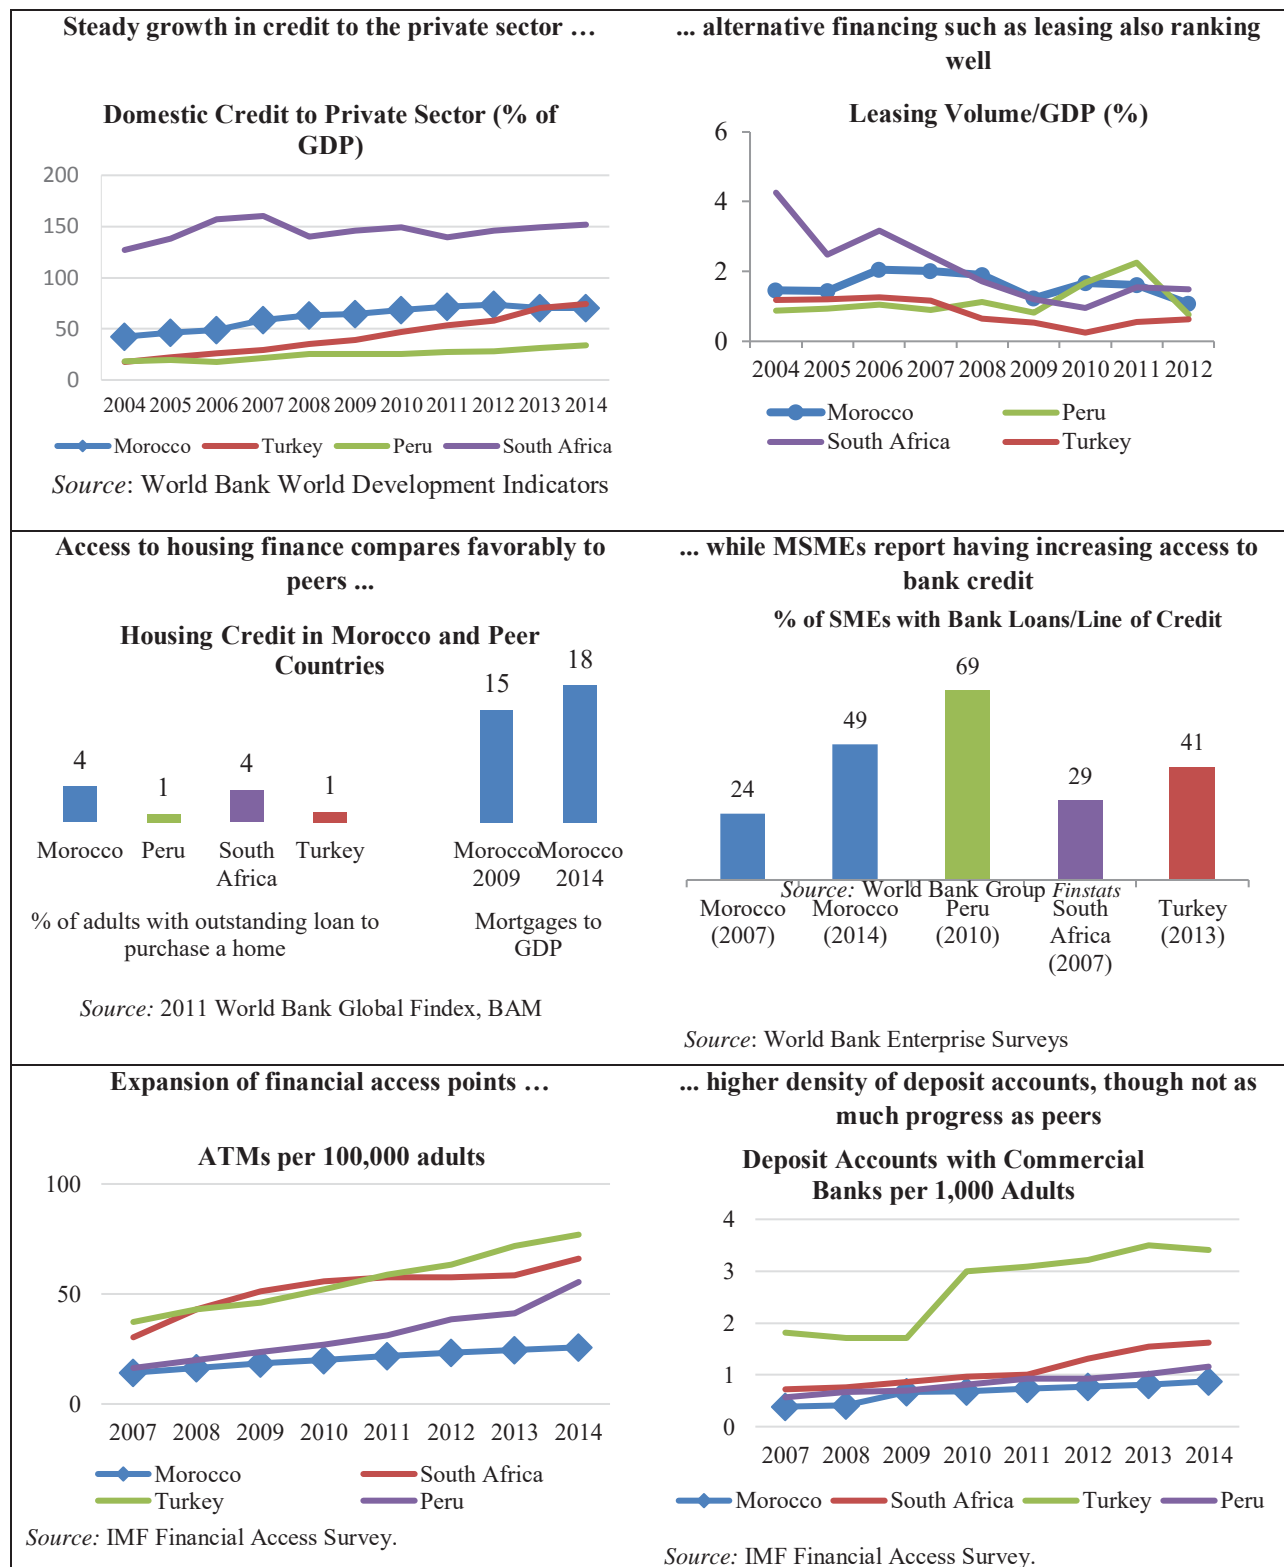 Steady growth in credit to the private sector …
Domestic Credit to Private Sector (% of
GDP)
200
150
100
50
0
2004 2005 2006 2007 2008 2009 2010 2011 2012 2013 2014
Morocco Turkey Peru South Africa
Source: World Bank World Development Indicators
... alternative financing such as leasing also ranking
well
Leasing Volume/GDP (%)
6
4
2
0
2004 2005 2006 2007 2008 2009 2010 2011 2012
Morocco Peru
South Africa Turkey
Access to housing finance compares favorably to
peers ...
Housing Credit in Morocco and Peer
Countries
4 1 4 1 15 18
Morocco Peru South Africa Turkey
Morocco 2009 Morocco 2014
% of adults with outstanding loan to
purchase a home
Mortgages to
GDP
Source: 2011 World Bank Global Findex, BAM
... while MSMEs report having increasing access to
bank credit
% of SMEs with Bank Loans/Line of Credit
24 49 69 29 41
Source: World Bank Group Finstats
Morocco (2007) Morocco (2014) Peru (2010) South Africa (2007) Turkey (2013)
Source: World Bank Enterprise Surveys
Expansion of financial access points …
ATMs per 100,000 adults
100
50
0
2007 2008 2009 2010 2011 2012 2013 2014
Morocco South Africa
Turkey Peru
Source: IMF Financial Access Survey.
... higher density of deposit accounts, though not as
much progress as peers
Deposit Accounts with Commercial
Banks per 1,000 Adults
4
3
2
1
0
2007 2008 2009 2010 2011 2012 2013 2014
Morocco South Africa Turkey Peru
Source: IMF Financial Access Survey.